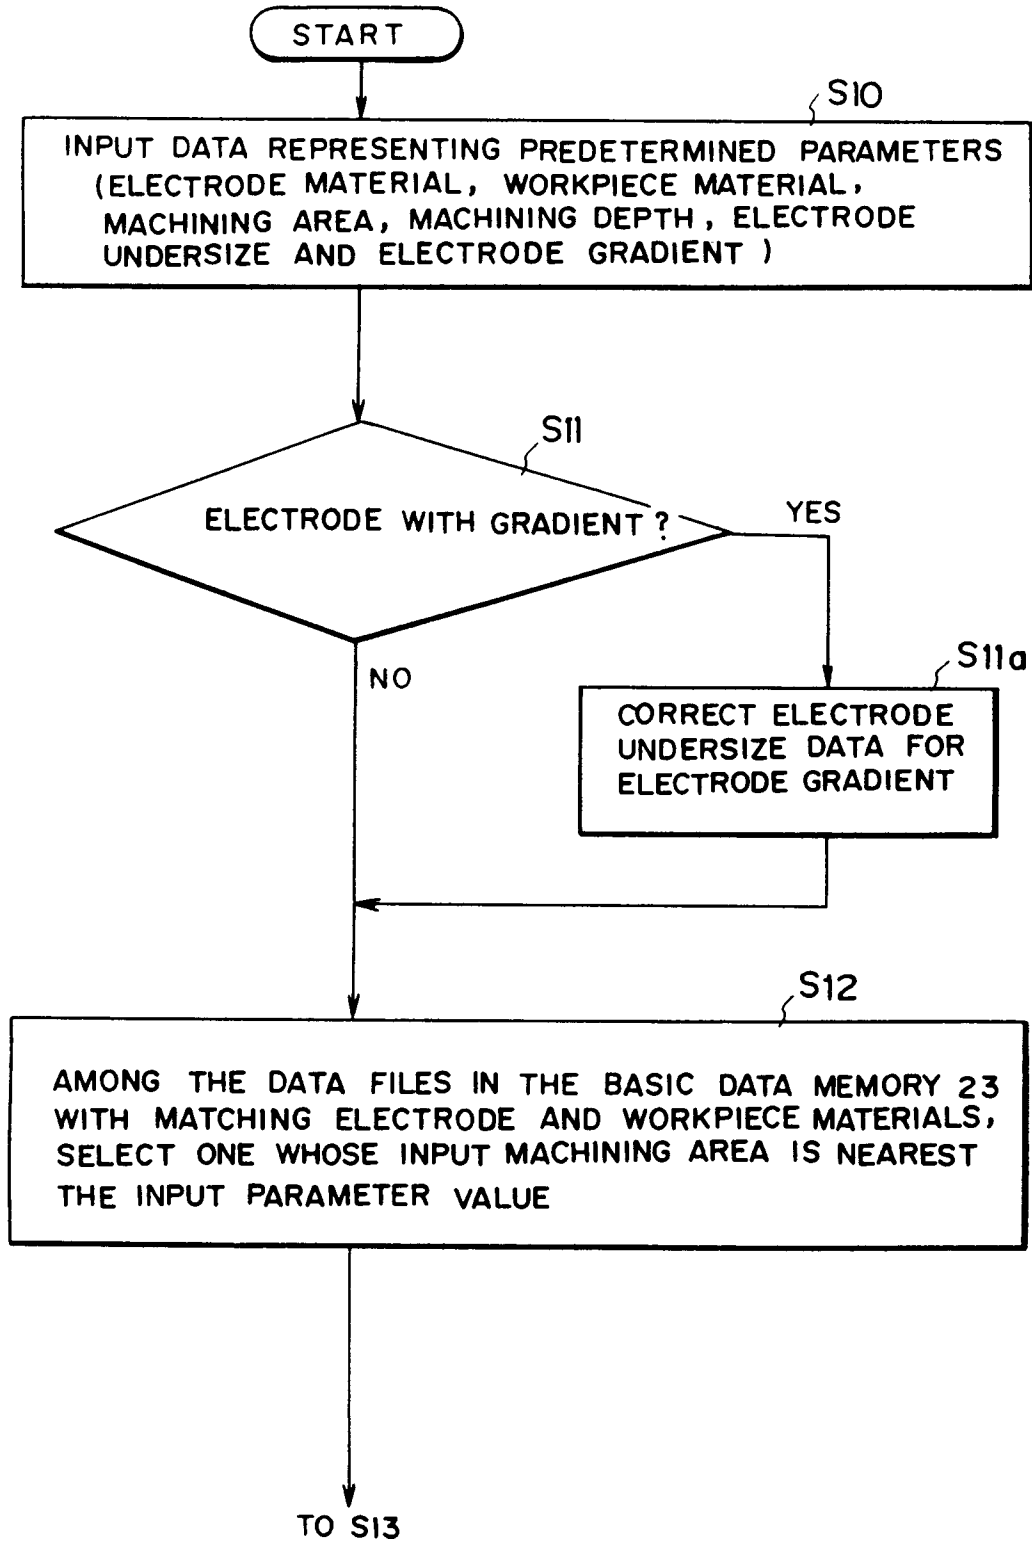 START
S10
INPUT DATA REPRESENTING PREDETERMINED PARAMETERS
(ELECTRODE MATERIAL, WORKPIECE MATERIAL,
MACHINING AREA, MACHINING DEPTH, ELECTRODE
UNDERSIZE AND ELECTRODE GRADIENT)
S11
ELECTRODE WITH GRADIENT?
YES
NO
S11a
CORRECT ELECTRODE
UNDERSIZE DATA FOR
ELECTRODE GRADIENT
S12
AMONG THE DATA FILES IN THE BASIC DATA MEMORY 23
WITH MATCHING ELECTRODE AND WORKPIECE MATERIALS,
SELECT ONE WHOSE INPUT MACHINING AREA IS NEAREST
THE INPUT PARAMETER VALUE
TO S13